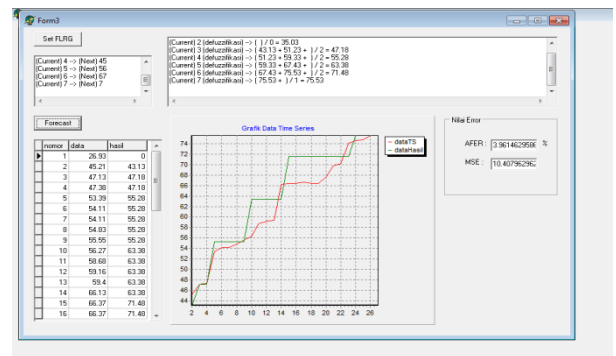 Form3
Set FLRG
(Current) 4 -> (Next) 45
(Current) 5 -> (Next) 56
(Current) 6 -> (Next) 67
(Current) 7 -> (Next) 7
(Current) 2 (defuzzifikasi) -> ( ) / 0 = 35.03
(Current) 3 (defuzzifikasi) -> ( 43.13 + 51.23 + ) / 2 = 47.18
(Current) 4 (defuzzifikasi) -> ( 51.23 + 59.33 + ) / 2 = 55.28
(Current) 5 (defuzzifikasi) -> ( 59.33 + 67.43 + ) / 2 = 63.38
(Current) 6 (defuzzifikasi) -> ( 67.43 + 75.53 + ) / 2 = 71.48
(Current) 7 (defuzzifikasi) -> ( 75.53 + ) / 1 = 75.53
Forecast
nomor data hasil
1 26.93 0
2 45.21 43.13
3 47.13 47.18
4 47.38 47.18
5 53.39 55.28
6 54.11 55.28
7 54.11 55.28
8 54.83 55.28
9 55.55 55.28
10 56.27 63.38
11 58.68 63.38
12 59.16 63.38
13 59.4 63.38
14 66.13 63.38
15 66.37 71.48
16 66.37 71.48
Grafik Data Time Series
dataTS
dataHasil
74
72
70
68
66
64
62
60
58
56
54
52
50
48
46
44
2 4 6 8 10 12 14 16 18 20 22 24 26
Nilai Error
AFER : 3.9614629586 %
MSE : 10.407962962